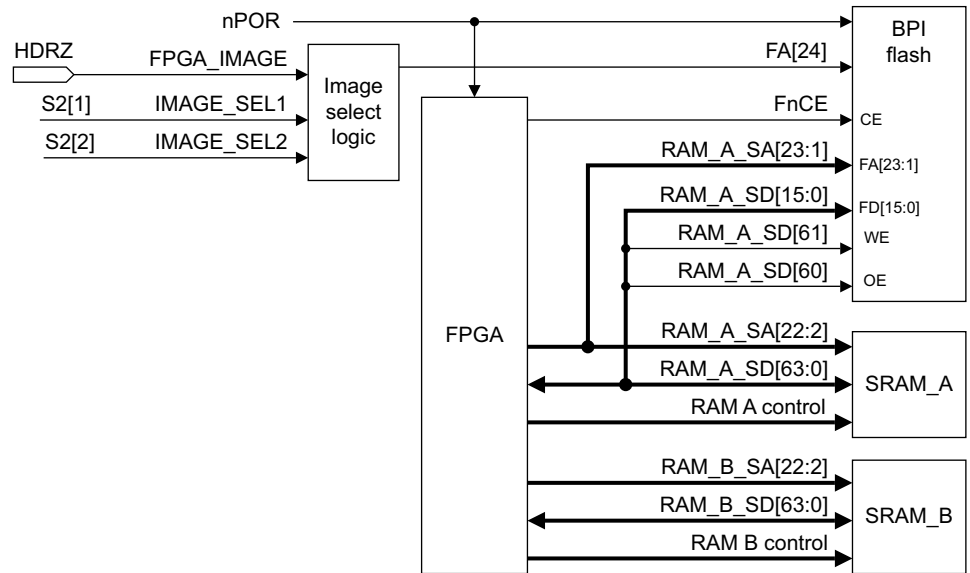 nPOR
BPI
flash
HDRZ
FPGA_IMAGE
FA[24]
Image
select
logic
S2[1]
IMAGE_SEL1
FnCE
CE
S2[2]
IMAGE_SEL2
RAM_A_SA[23:1]
FA[23:1]
RAM_A_SD[15:0]
FD[15:0]
RAM_A_SD[61]
WE
RAM_A_SD[60]
OE
FPGA
RAM_A_SA[22:2]
RAM_A_SD[63:0]
SRAM_A
RAM A control
RAM_B_SA[22:2]
RAM_B_SD[63:0]
SRAM_B
RAM B control